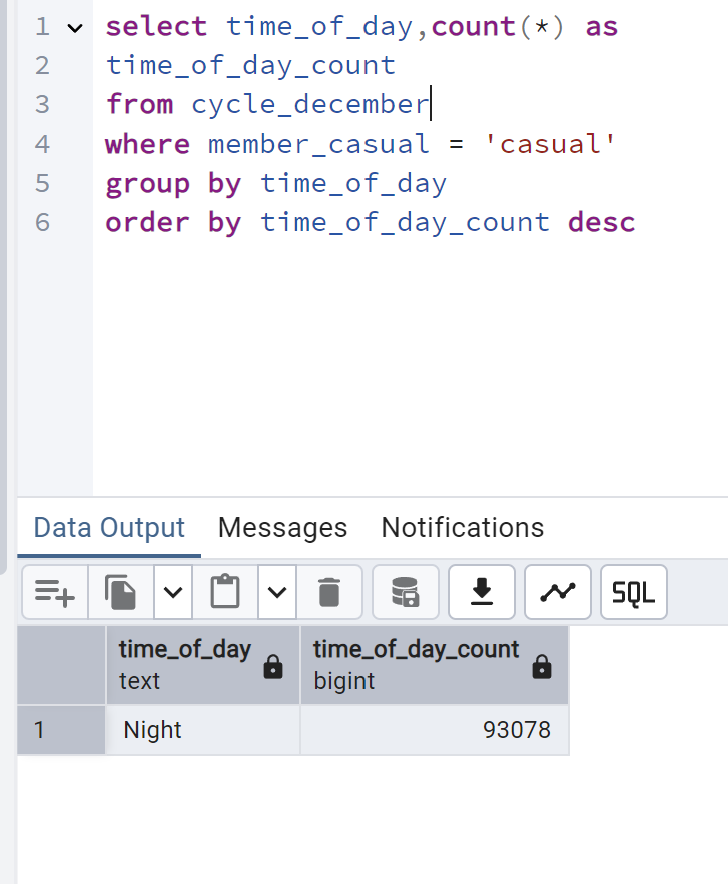 1 select time_of_day,count(*) as
2 time_of_day_count
3 from cycle_december
4 where member_casual = 'casual'
5 group by time_of_day
6 order by time_of_day_count desc
Data Output Messages Notifications
SQL
time_of_day time_of_day_count
text bigint
1 Night 93078